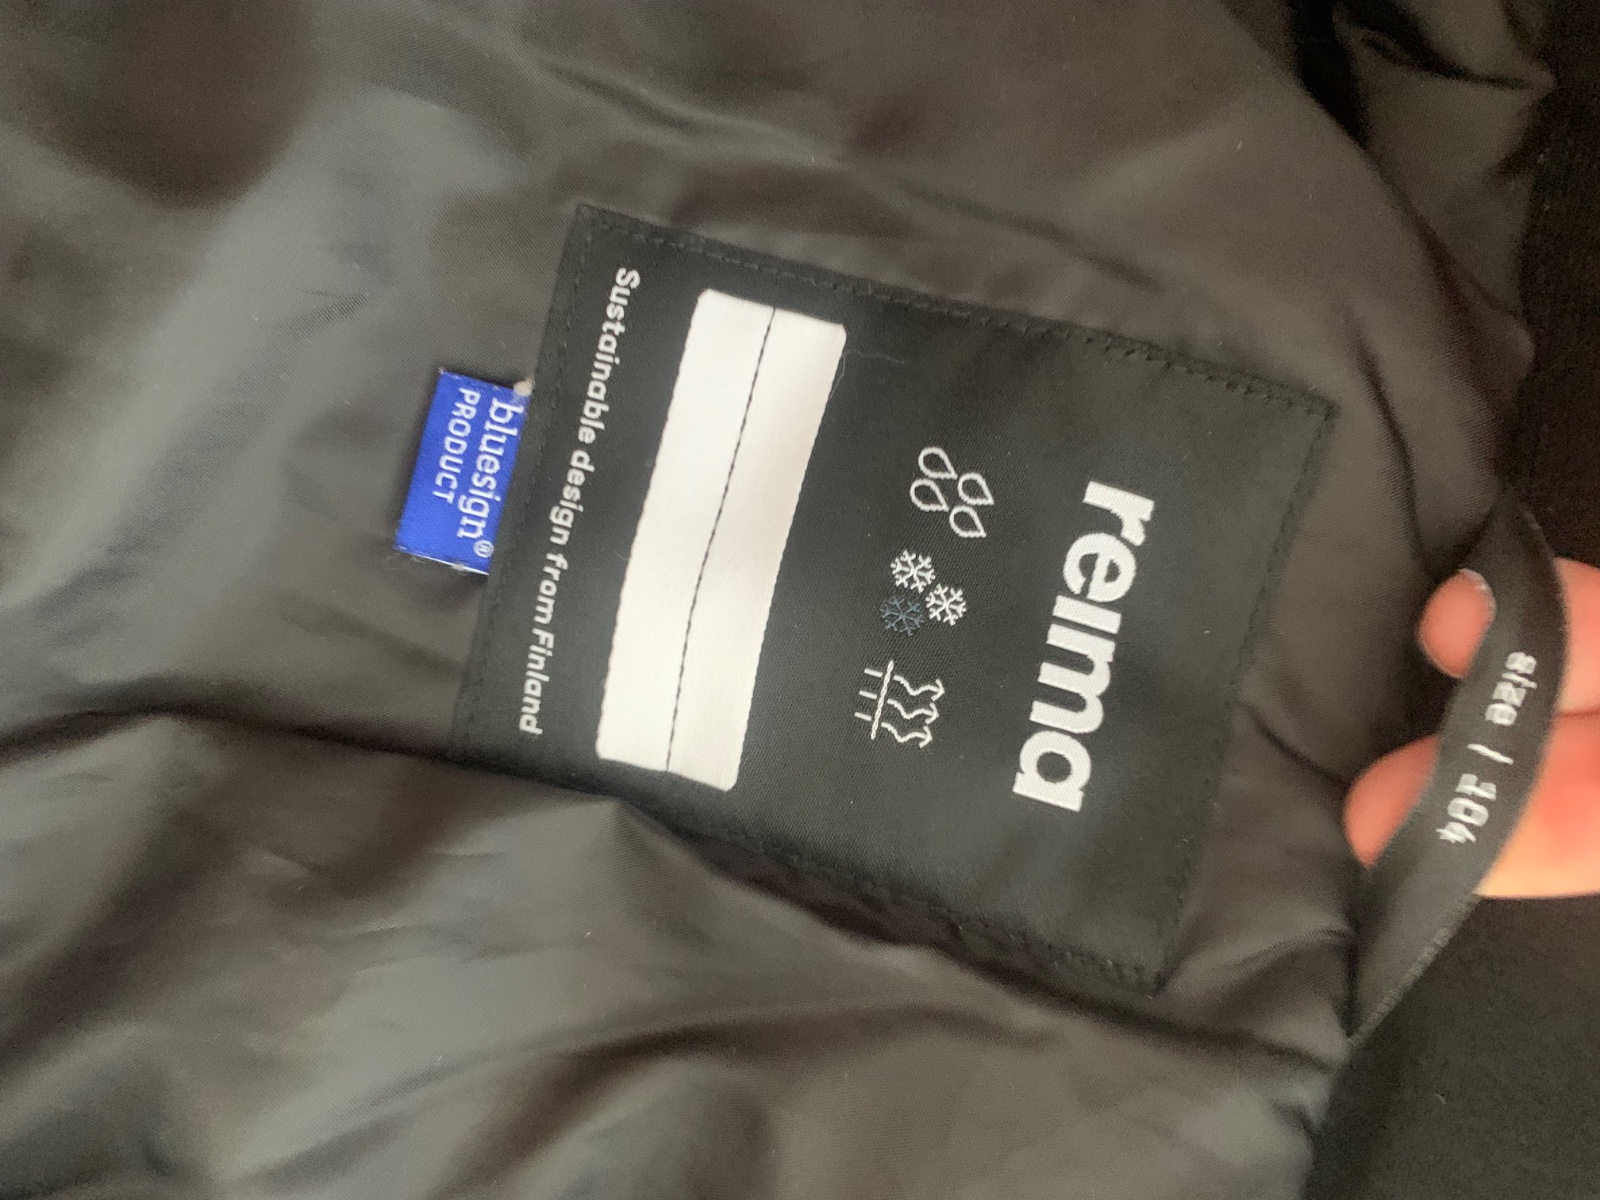 size / 104
reima
Sustainable design from Finland
bluesign®
PRODUCT